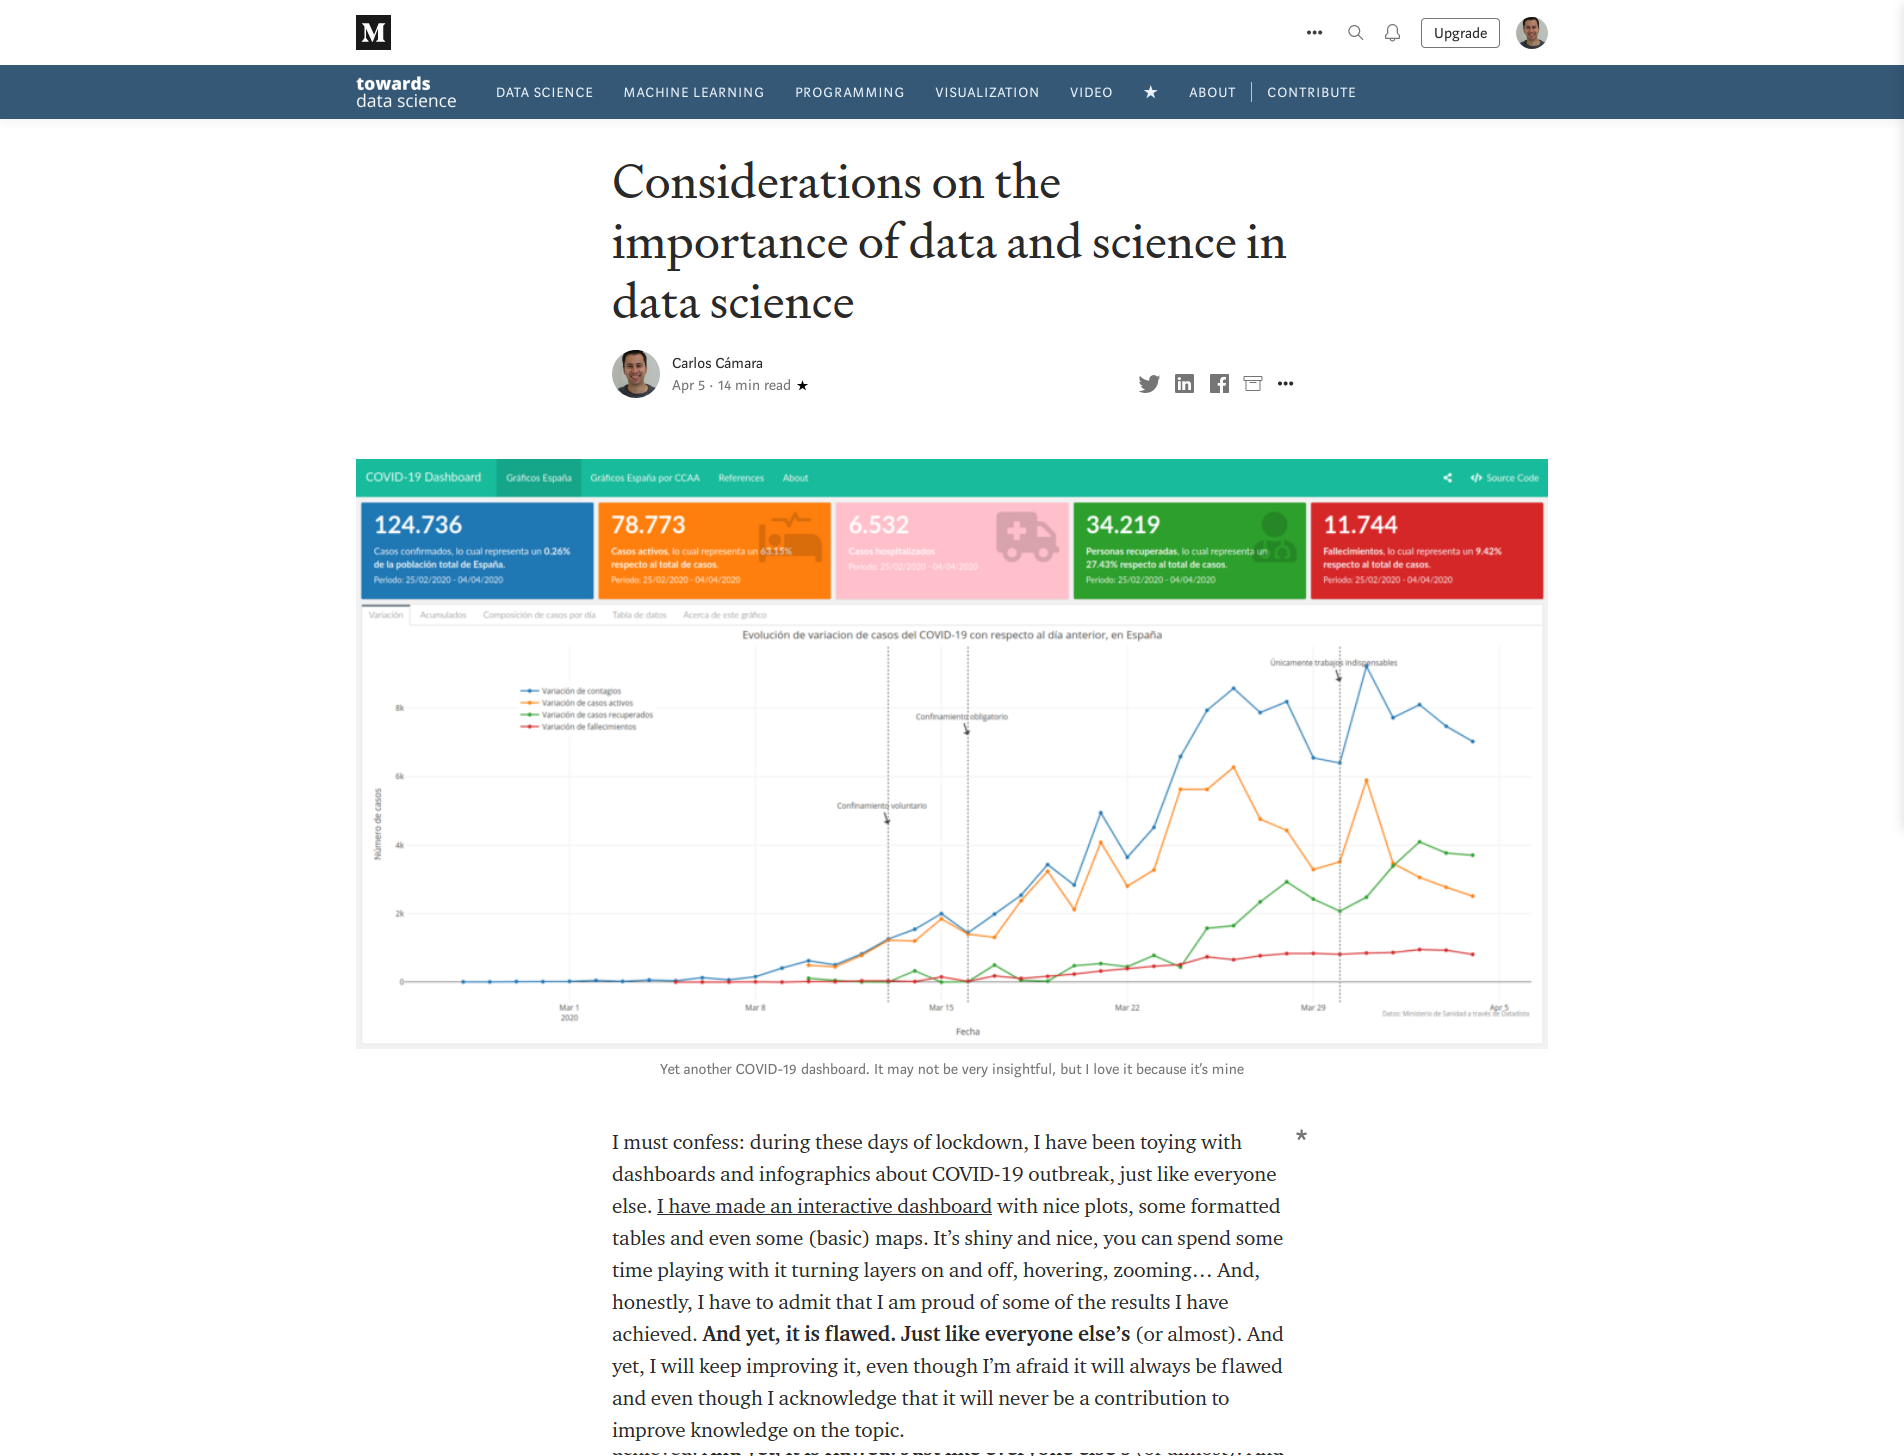 M
Upgrade
towards
data science
DATA SCIENCE MACHINE LEARNING PROGRAMMING VISUALIZATION VIDEO ★ ABOUT CONTRIBUTE
Considerations on the
importance of data and science in
data science
Carlos Cámara
Apr 5 · 14 min read ★
COVID-19 Dashboard Gráficos España Gráficos España por CCAA References About Source Code
124.736
Casos confirmados, lo cual representa un 0.26%
de la población total de España.
Periodo: 25/02/2020 - 04/04/2020
78.773
Casos activos, lo cual representa un 63.15%
respecto al total de casos.
Periodo: 25/02/2020 - 04/04/2020
6.532
Casos hospitalizados
Periodo: 25/02/2020 - 04/04/2020
34.219
Personas recuperadas, lo cual representa un
27.43% respecto al total de casos.
Periodo: 25/02/2020 - 04/04/2020
11.744
Fallecimientos, lo cual representa un 9.42%
respecto al total de casos.
Periodo: 25/02/2020 - 04/04/2020
Variación Acumulados Composición de casos por día Tabla de datos Acerca de este gráfico
Evolución de variacion de casos del COVID-19 con respecto al día anterior, en España
Únicamente trabajos indispensables
Variación de contagios
Variación de casos activos
Variación de casos recuperados
Variación de fallecimientos
Confinamiento obligatorio
Confinamiento voluntario
Número de casos
8k
6k
4k
2k
0
Mar 1
2020
Mar 8
Mar 15
Mar 22
Mar 29
Apr 5
Datos: Ministerio de Sanidad a través de Datadista
Fecha
Yet another COVID-19 dashboard. It may not be very insightful, but I love it because it’s mine
I must confess: during these days of lockdown, I have been toying with
*
dashboards and infographics about COVID-19 outbreak, just like everyone
else. I have made an interactive dashboard with nice plots, some formatted
tables and even some (basic) maps. It’s shiny and nice, you can spend some
time playing with it turning layers on and off, hovering, zooming… And,
honestly, I have to admit that I am proud of some of the results I have
achieved. And yet, it is flawed. Just like everyone else’s (or almost). And
yet, I will keep improving it, even though I’m afraid it will always be flawed
and even though I acknowledge that it will never be a contribution to
improve knowledge on the topic.